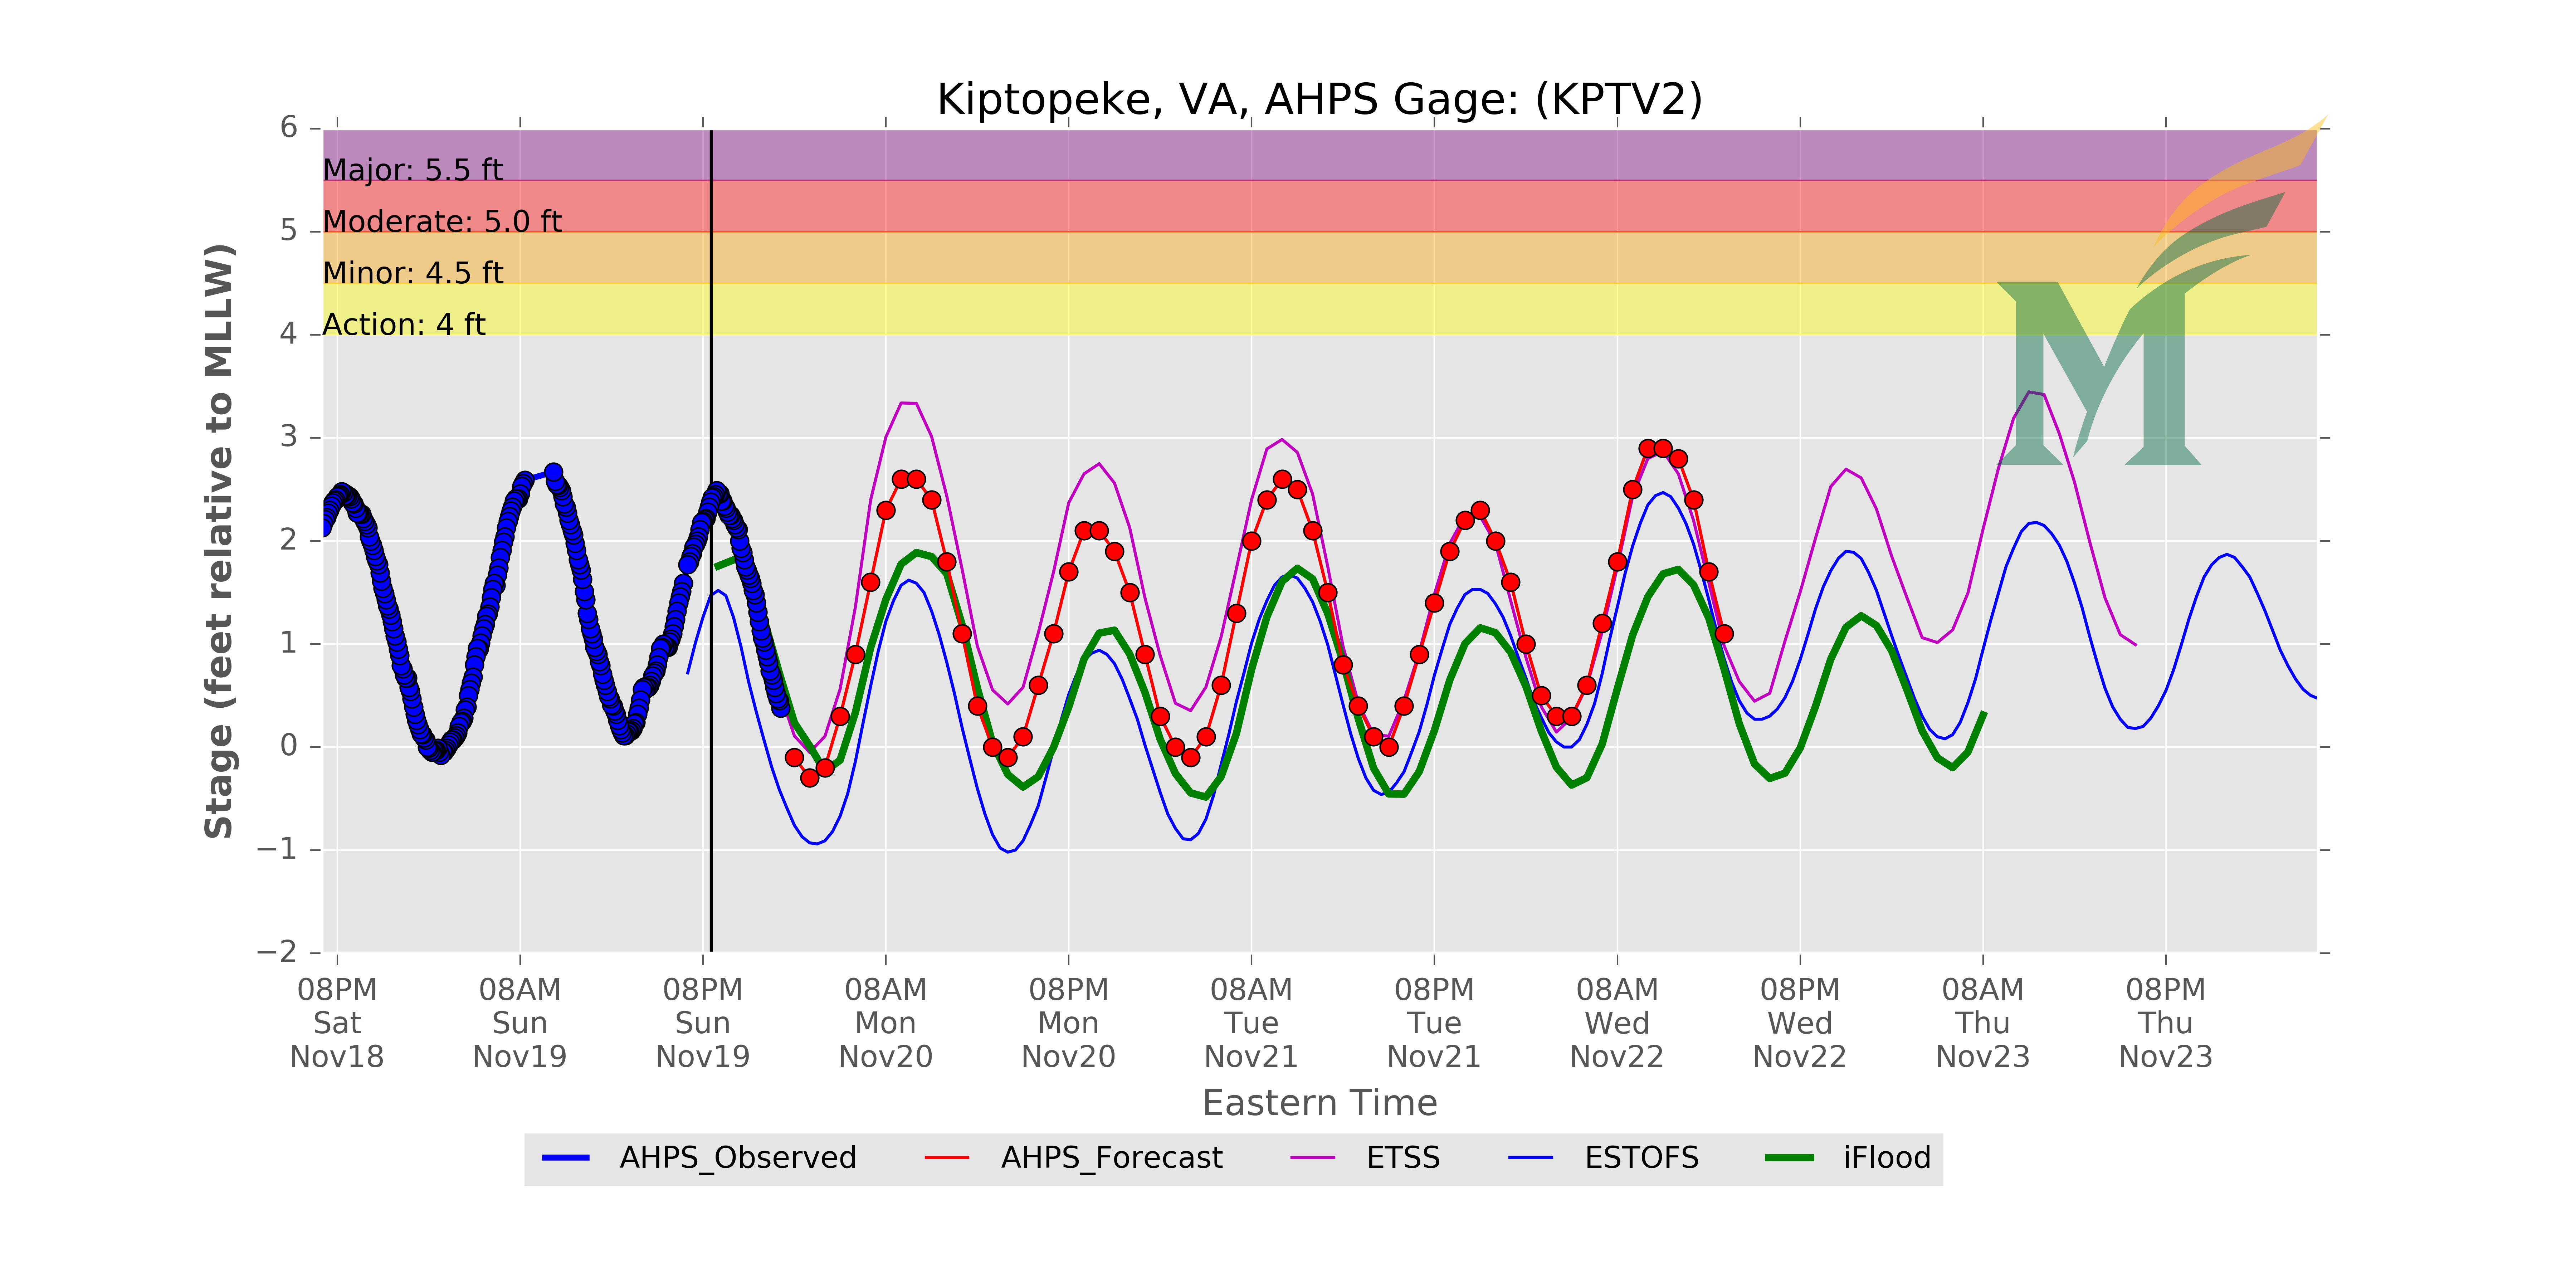 Kiptopeke, VA, AHPS Gage: (KPTV2)
6
5
4
3
2
1
0
−1
−2
Stage (feet relative to MLLW)
Major: 5.5 ft
Moderate: 5.0 ft
Minor: 4.5 ft
Action: 4 ft
M
08PM 08AM 08PM 08AM 08PM 08AM 08PM 08AM 08PM 08AM 08PM
Sat Sun Sun Mon Mon Tue Tue Wed Wed Thu Thu
Nov18 Nov19 Nov19 Nov20 Nov20 Nov21 Nov21 Nov22 Nov22 Nov23 Nov23
Eastern Time
AHPS_Observed AHPS_Forecast ETSS ESTOFS iFlood